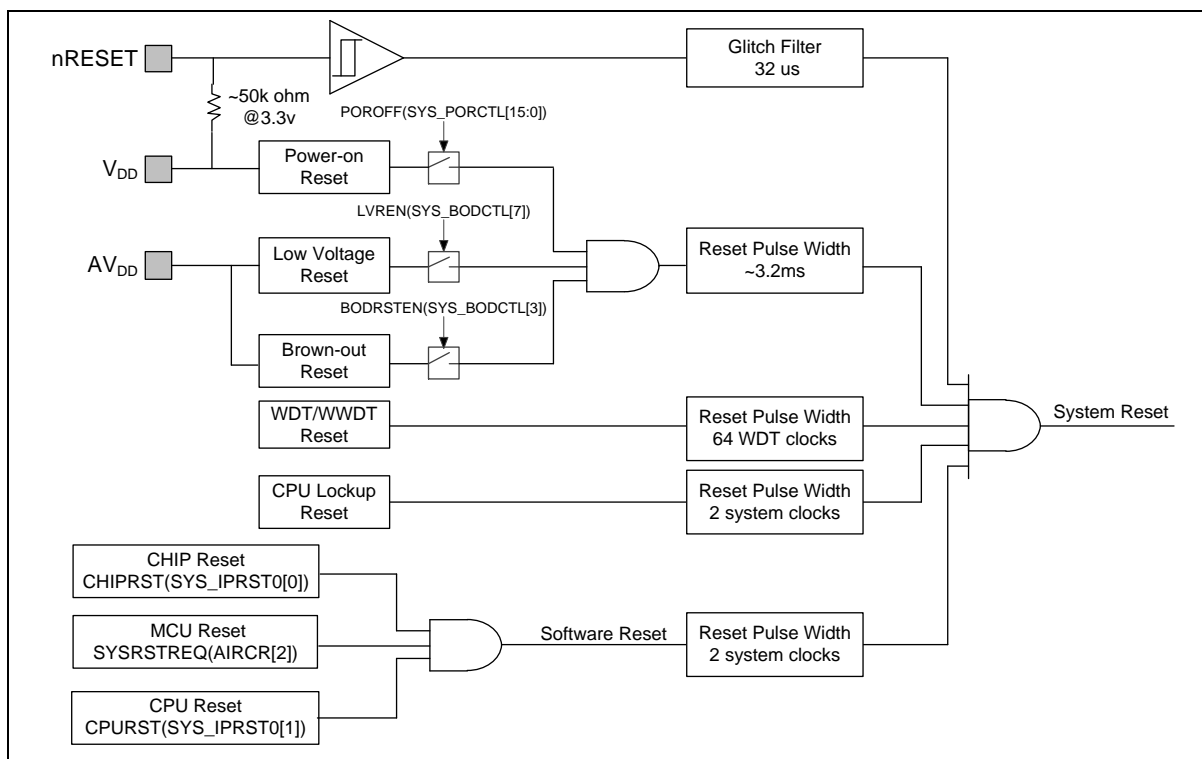 nRESET
Glitch Filter
32 us
~50k ohm
@3.3v
POROFF(SYS_PORCTL[15:0])
VDD
Power-on
Reset
LVREN(SYS_BODCTL[7])
AVDD
Low Voltage
Reset
Reset Pulse Width
~3.2ms
BODRSTEN(SYS_BODCTL[3])
Brown-out
Reset
WDT/WWDT
Reset
Reset Pulse Width
64 WDT clocks
System Reset
CPU Lockup
Reset
Reset Pulse Width
2 system clocks
CHIP Reset
CHIPRST(SYS_IPRST0[0])
MCU Reset
SYSRSTREQ(AIRCR[2])
Software Reset
Reset Pulse Width
2 system clocks
CPU Reset
CPURST(SYS_IPRST0[1])